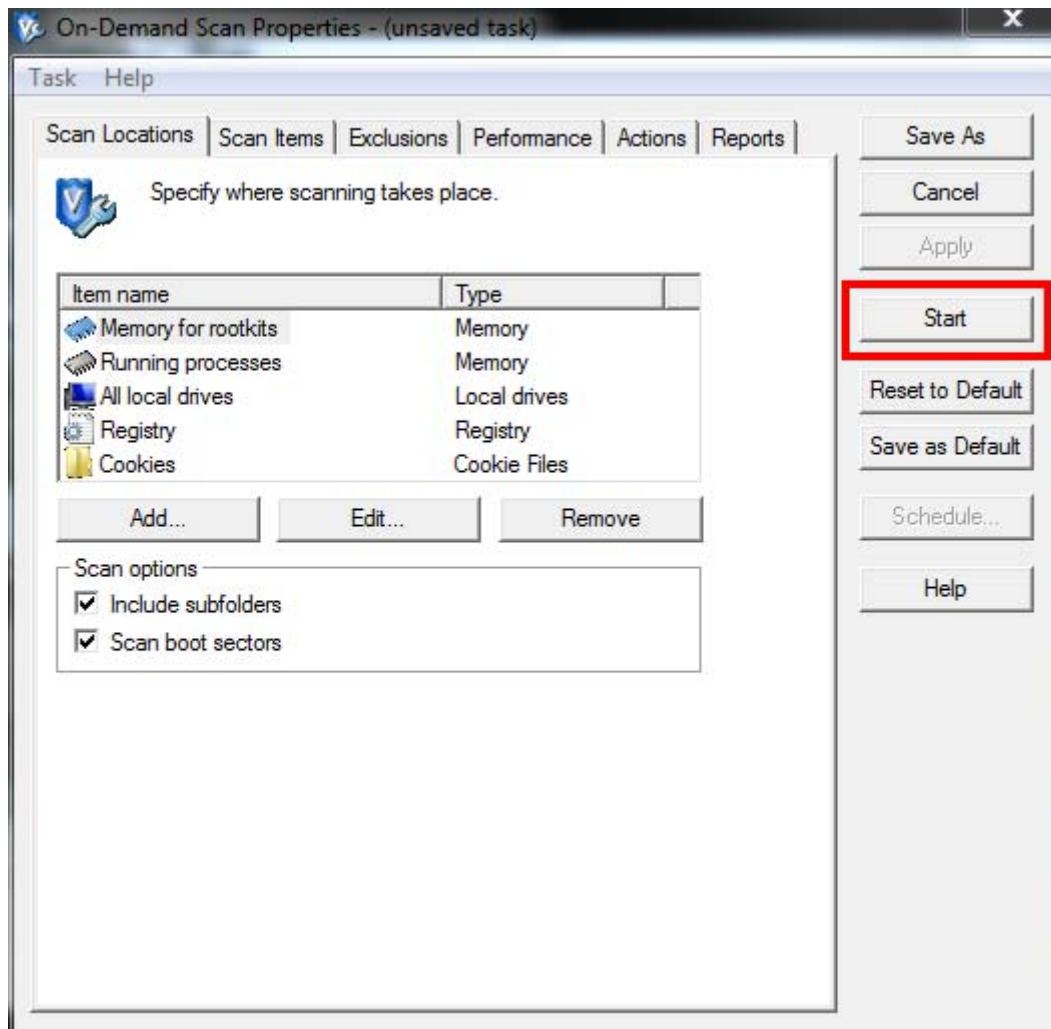 On-Demand Scan Properties - (unsaved task)
X
Task Help
Scan Locations Scan Items Exclusions Performance Actions Reports
Specify where scanning takes place.
Item name Type
Memory for rootkits Memory
Running processes Memory
All local drives Local drives
Registry Registry
Cookies Cookie Files
Add... Edit... Remove
Scan options
Include subfolders
Scan boot sectors
Save As
Cancel
Apply
Start
Reset to Default
Save as Default
Schedule...
Help